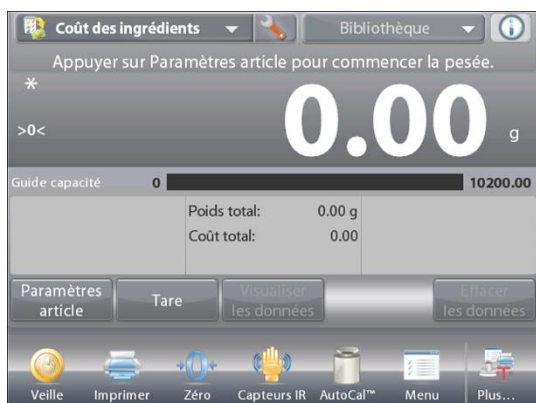 Coût des ingrédients
Bibliothèque
Appuyer sur Paramètres article pour commencer la pesée.
*
>0<
0.00 g
Guide capacité 0 10200.00
Poids total: 0.00 g
Coût total: 0.00
Paramètres article
Tare
Visualiser les données
Effacer les données
Veille Imprimer Zéro Capteurs IR AutoCal™ Menu Plus...